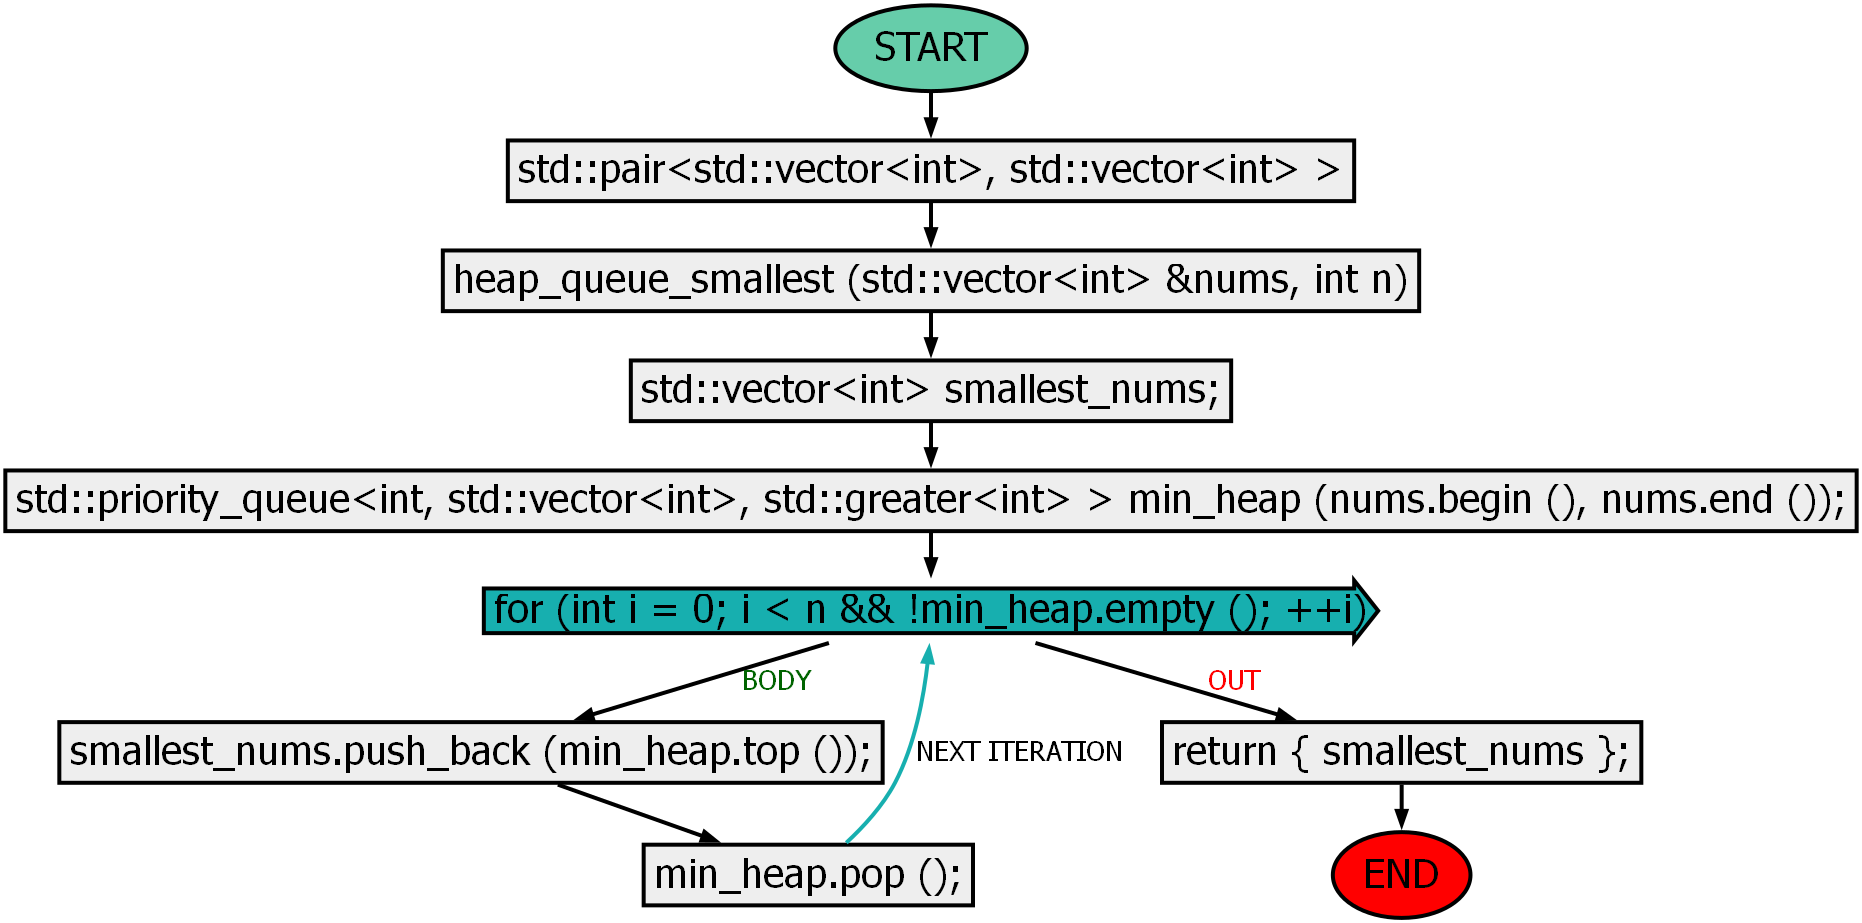 START
std::pair<std::vector<int>, std::vector<int> >
heap_queue_smallest (std::vector<int> &nums, int n)
std::vector<int> smallest_nums;
std::priority_queue<int, std::vector<int>, std::greater<int> > min_heap (nums.begin (), nums.end ());
for (int i = 0; i < n && !min_heap.empty (); ++i)
BODY
OUT
smallest_nums.push_back (min_heap.top ());
NEXT ITERATION
return { smallest_nums };
min_heap.pop ();
END